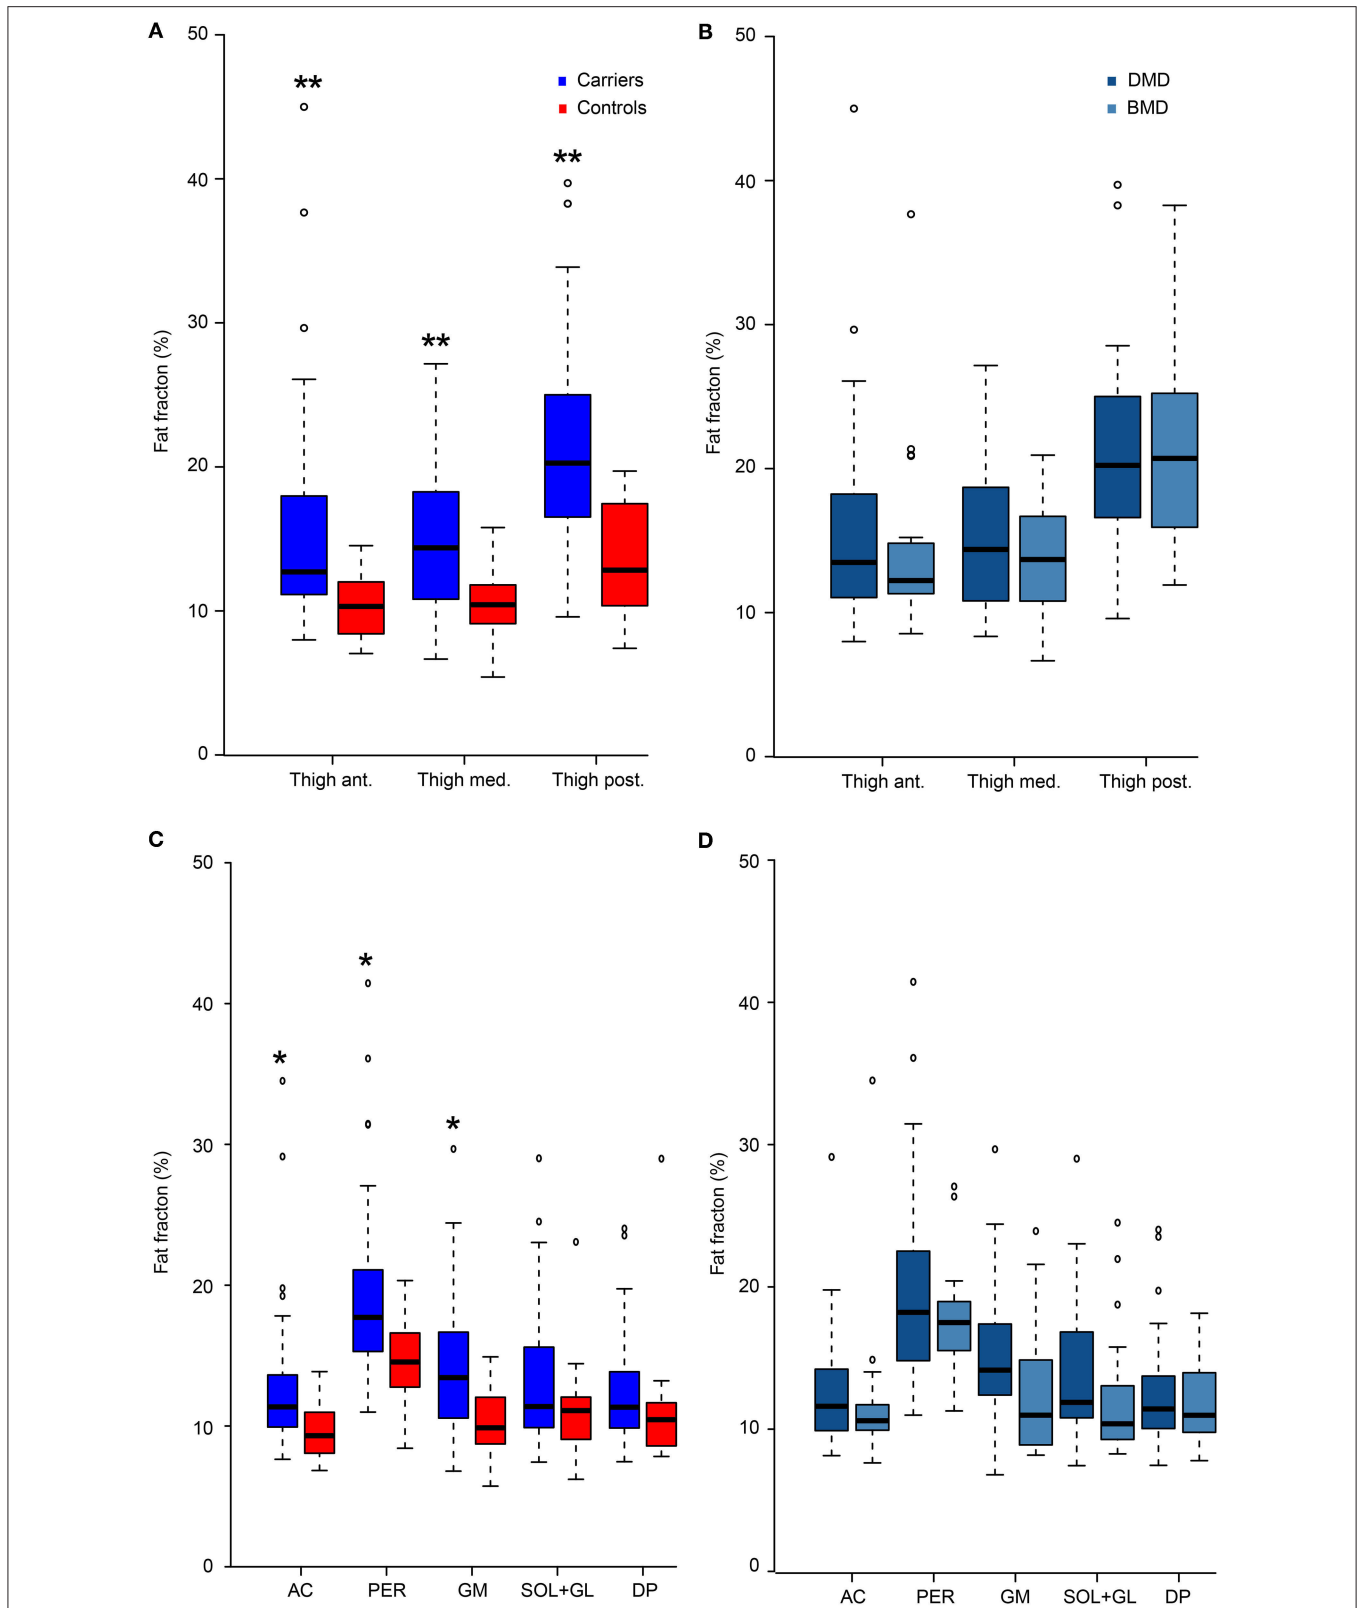 A
50
40
30
20
10
0
Fat fracton (%)
**
**
**
Carriers
Controls
Thigh ant.
Thigh med.
Thigh post.
B
50
40
30
20
10
0
Fat fracton (%)
DMD
BMD
Thigh ant.
Thigh med.
Thigh post.
C
50
40
30
20
10
0
Fat fracton (%)
*
*
*
AC
PER
GM
SOL+GL
DP
D
50
40
30
20
10
0
Fat fracton (%)
AC
PER
GM
SOL+GL
DP